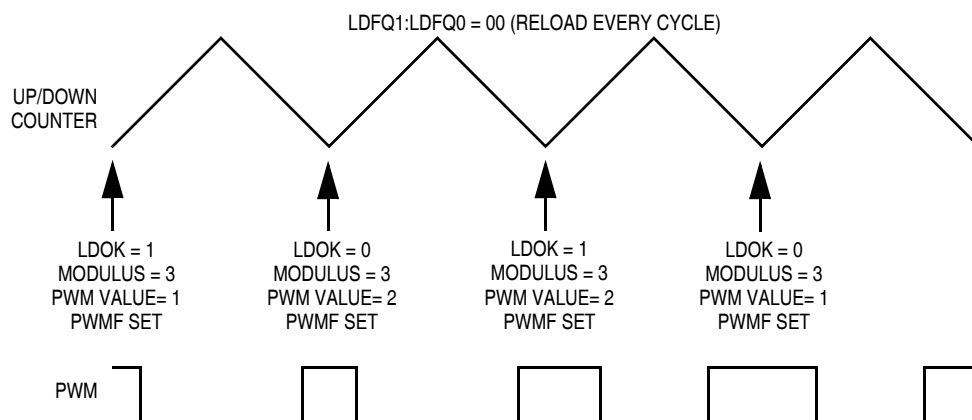 LDFQ1:LDFQ0 = 00 (RELOAD EVERY CYCLE)
UP/DOWN
COUNTER
LDOK = 1
MODULUS = 3
PWM VALUE= 1
PWMF SET
LDOK = 0
MODULUS = 3
PWM VALUE= 2
PWMF SET
LDOK = 1
MODULUS = 3
PWM VALUE= 2
PWMF SET
LDOK = 0
MODULUS = 3
PWM VALUE= 1
PWMF SET
PWM